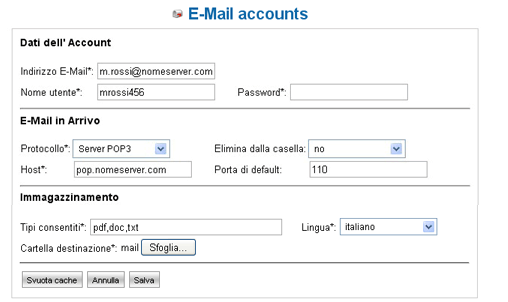 E-Mail accounts
Dati dell' Account
Indirizzo E-Mail*: m.rossi@nomeserver.com
Nome utente*: mrossi456 Password*:
E-Mail in Arrivo
Protocollo*: Server POP3 Elimina dalla casella: no
Host*: pop.nomeserver.com Porta di default: 110
Immagazzinamento
Tipi consentiti*: pdf,doc,txt Lingua*: italiano
Cartella destinazione*: mail Sfoglia...
Svuota cache Annulla Salva